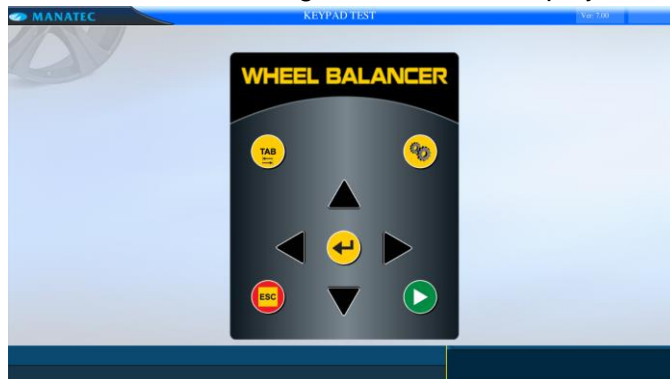 MANATEC
KEYPAD TEST
Ver: 7.00
WHEEL BALANCER
TAB
ESC